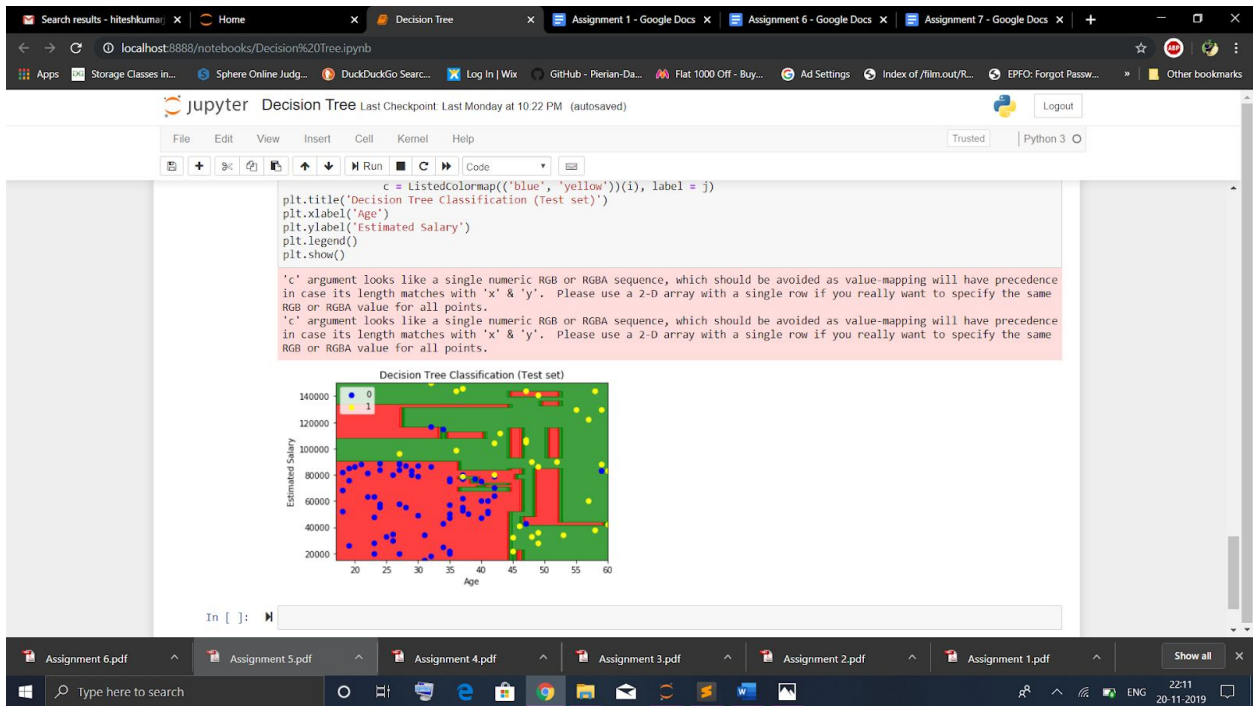 Search results - hiteshkumarj
Home
Decision Tree
Assignment 1 - Google Docs
Assignment 6 - Google Docs
Assignment 7 - Google Docs
localhost:8888/notebooks/Decision%20Tree.ipynb
ABP
Apps
Storage Classes in...
Sphere Online Judg...
DuckDuckGo Searc...
Log In | Wix
GitHub - Pierian-Da...
Flat 1000 Off - Buy...
Ad Settings
Index of /film.out/R...
EPFO: Forgot Passw...
»
Other bookmarks
jupyter Decision Tree Last Checkpoint: Last Monday at 10:22 PM (autosaved)
Logout
File Edit View Insert Cell Kernel Help
Trusted
Python 3
Run
Code
c = ListedColormap(('blue', 'yellow'))(i), label = j)
plt.title('Decision Tree Classification (Test set)')
plt.xlabel('Age')
plt.ylabel('Estimated Salary')
plt.legend()
plt.show()
'c' argument looks like a single numeric RGB or RGBA sequence, which should be avoided as value-mapping will have precedence
in case its length matches with 'x' & 'y'. Please use a 2-D array with a single row if you really want to specify the same
RGB or RGBA value for all points.
'c' argument looks like a single numeric RGB or RGBA sequence, which should be avoided as value-mapping will have precedence
in case its length matches with 'x' & 'y'. Please use a 2-D array with a single row if you really want to specify the same
RGB or RGBA value for all points.
Decision Tree Classification (Test set)
0
1
140000
120000
100000
80000
60000
40000
20000
Estimated Salary
20 25 30 35 40 45 50 55 60
Age
In [ ]:
Assignment 6.pdf
Assignment 5.pdf
Assignment 4.pdf
Assignment 3.pdf
Assignment 2.pdf
Assignment 1.pdf
Show all
Type here to search
ENG
22:11
20-11-2019